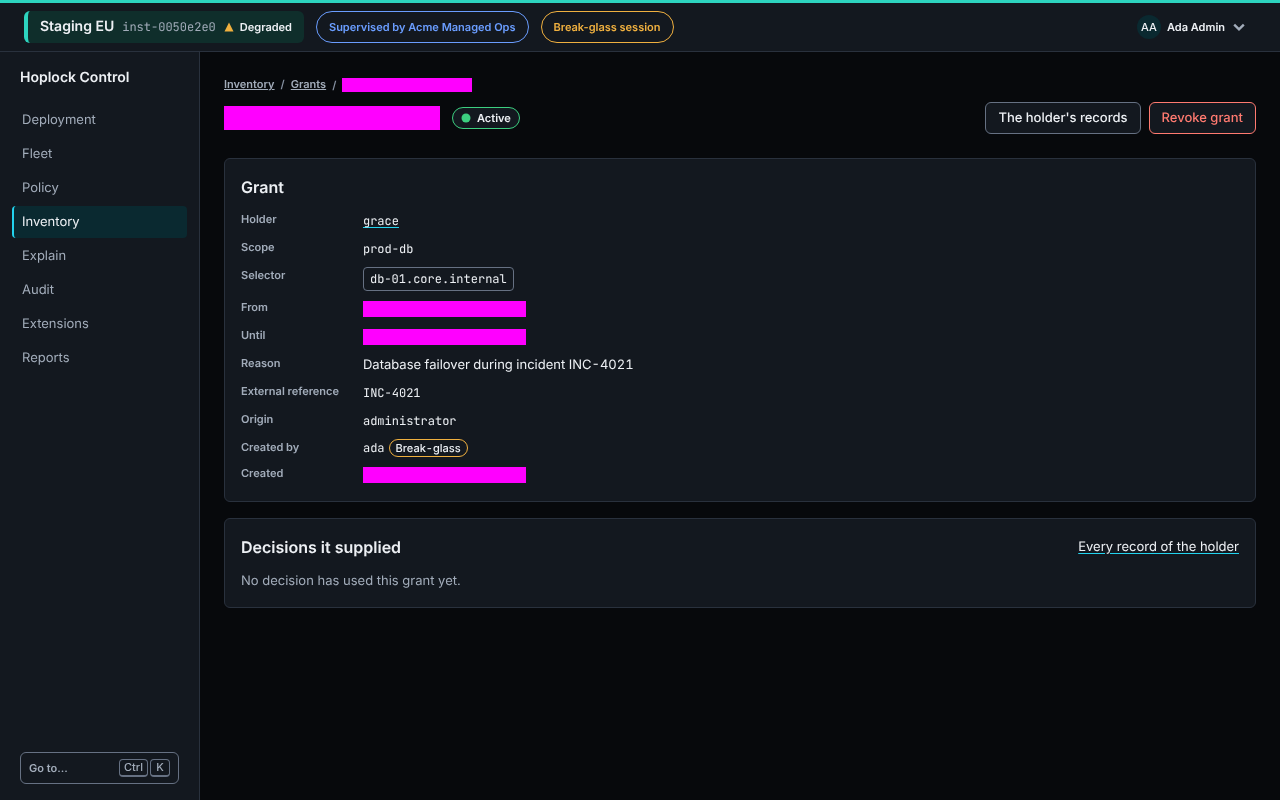 Staging EU inst-0050e2e0 Degraded
Supervised by Acme Managed Ops
Break-glass session
AA Ada Admin
Hoplock Control
Deployment
Fleet
Policy
Inventory
Explain
Audit
Extensions
Reports
Go to... Ctrl K
Inventory / Grants /
Active
The holder's records
Revoke grant
Grant
Holder grace
Scope prod-db
Selector db-01.core.internal
From
Until
Reason Database failover during incident INC-4021
External reference INC-4021
Origin administrator
Created by ada Break-glass
Created
Decisions it supplied
Every record of the holder
No decision has used this grant yet.